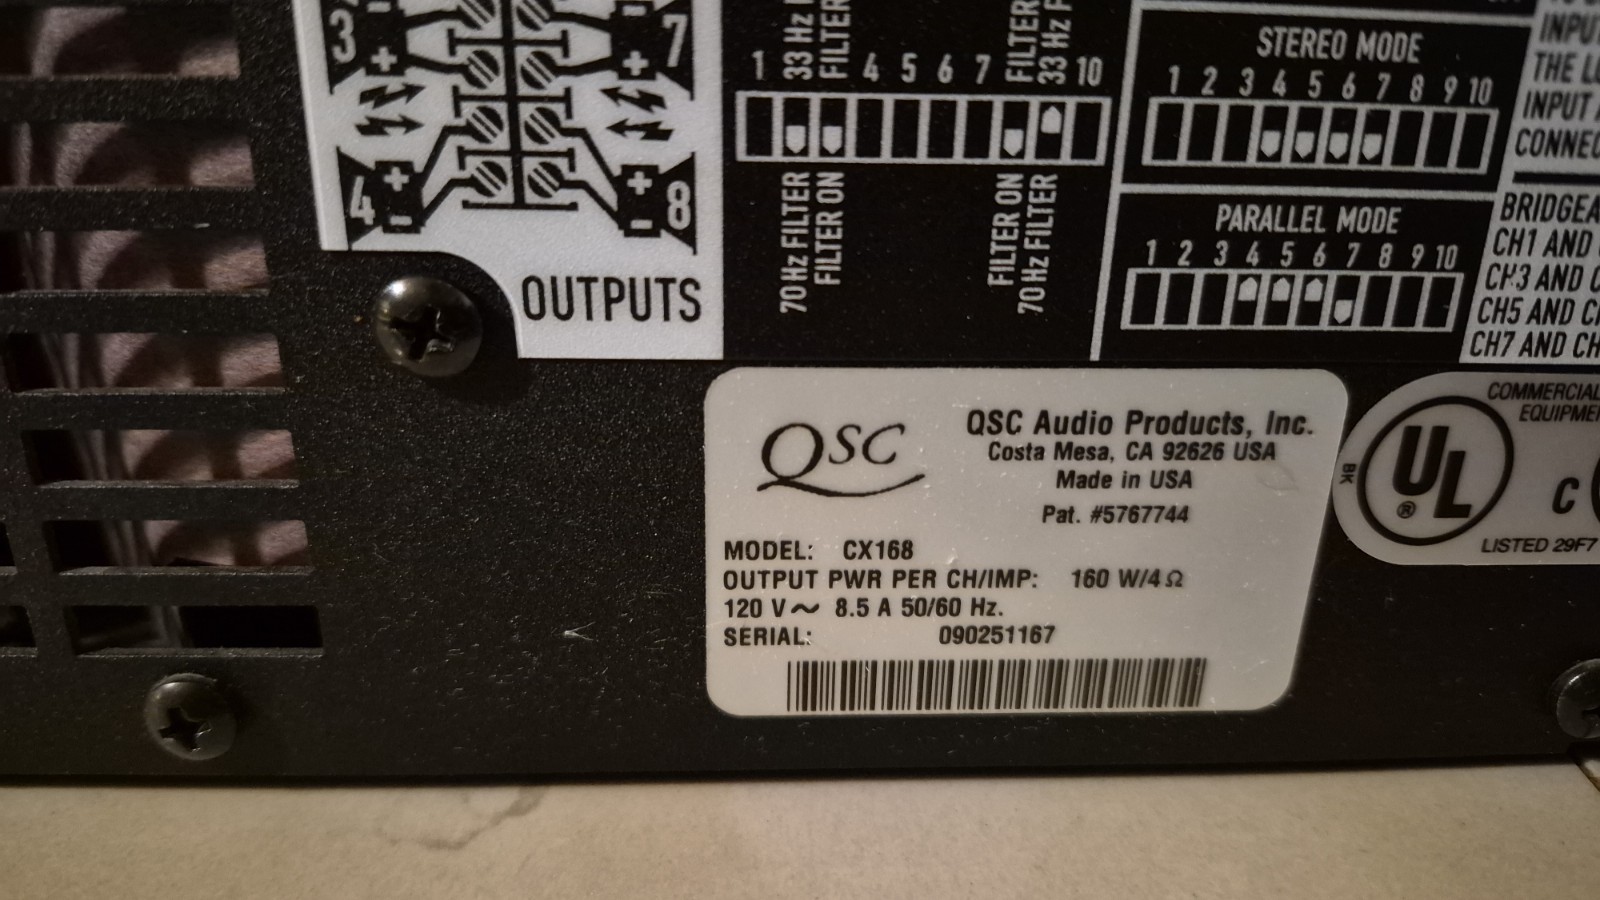 3
7
4
8
OUTPUTS
1 33 Hz FILTER 4 5 6 7 FILTER 33 Hz 10
70 Hz FILTER
FILTER ON
FILTER ON
70 Hz FILTER
STEREO MODE
1 2 3 4 5 6 7 8 9 10
PARALLEL MODE
1 2 3 4 5 6 7 8 9 10
THE
INPUT
CH1 AND
CH3 AND
CH5 AND
CH7 AND
QSC
QSC Audio Products, Inc.
Costa Mesa, CA 92626 USA
Made in USA
Pat. #5767744
MODEL: CX168
OUTPUT PWR PER CH/IMP: 160 W/4Ω
120 V~ 8.5 A 50/60 Hz.
SERIAL: 090251167
COMMERCIAL
BK
UL
®
C
LISTED 29F7